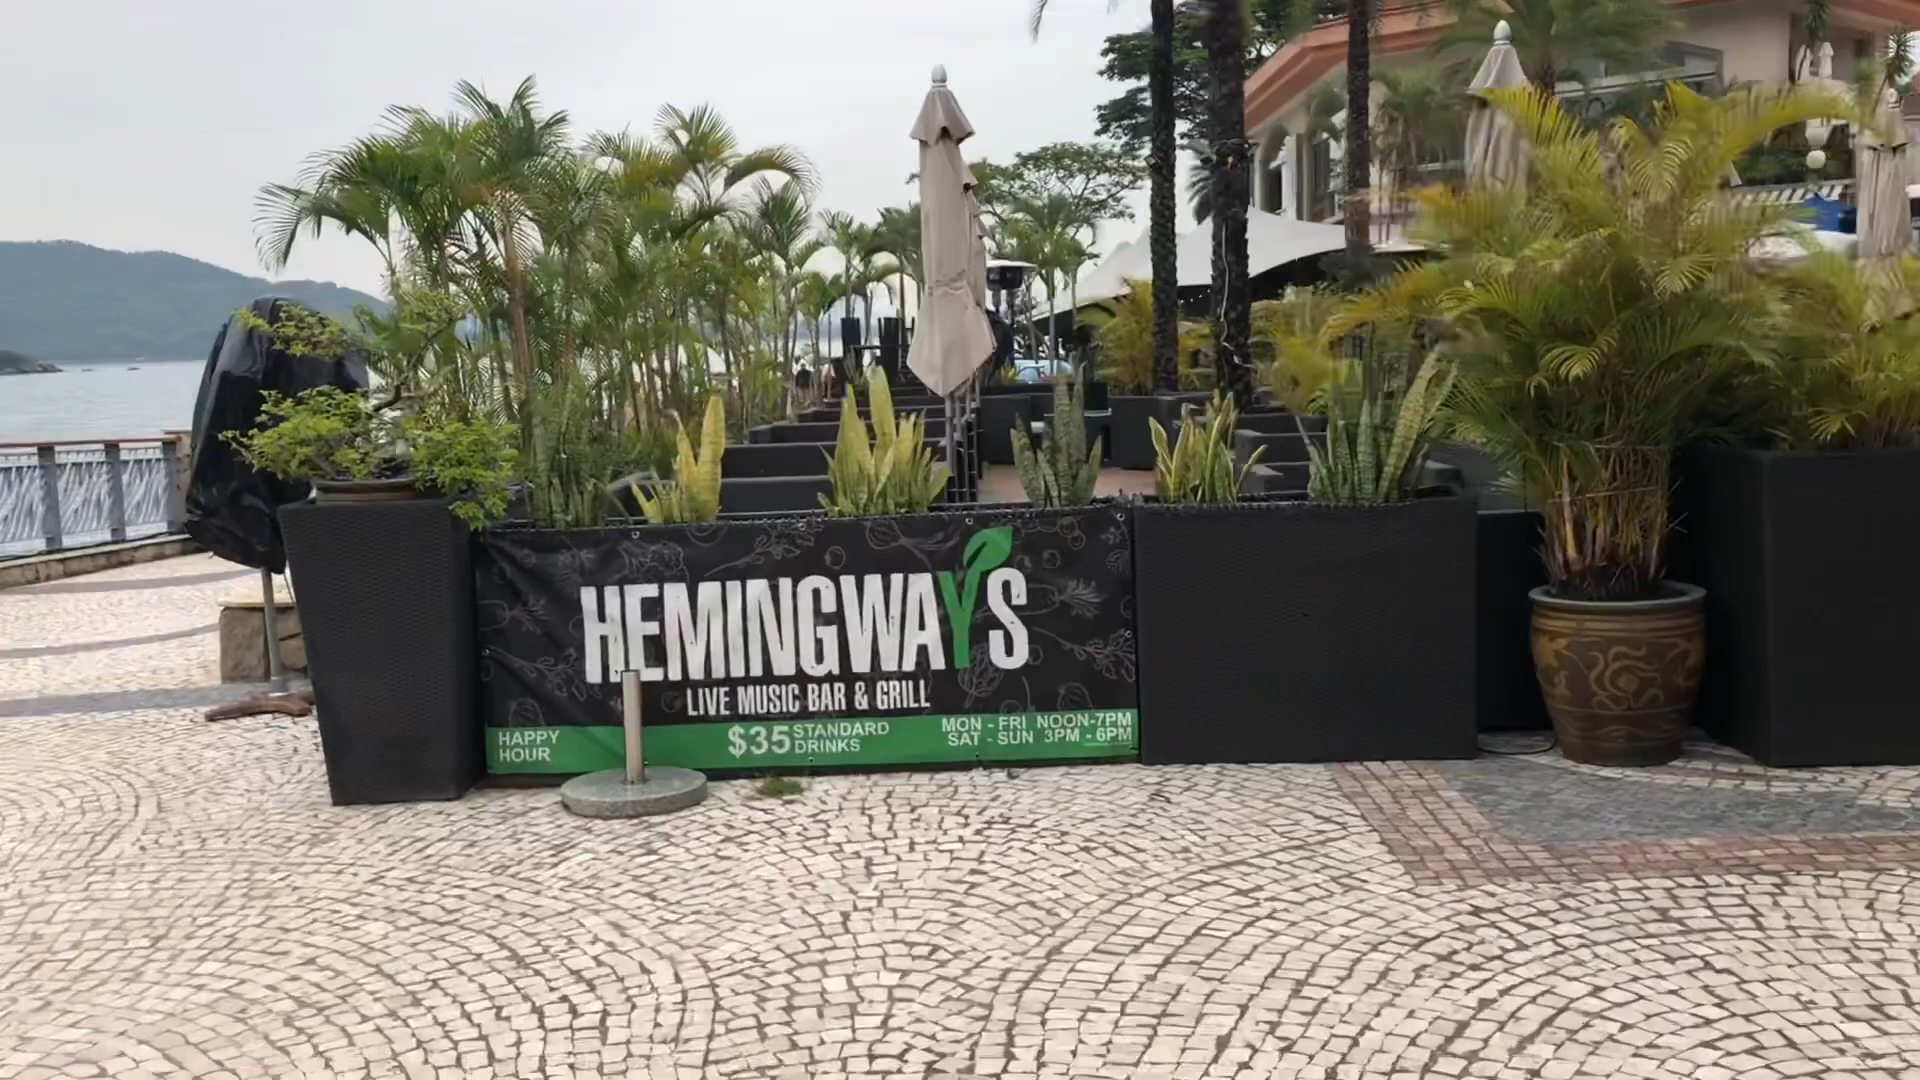 HEMINGWAYS
LIVE MUSIC BAR & GRILL
HAPPY
HOUR
$35 STANDARD
DRINKS
MON - FRI NOON-7PM
SAT - SUN 3PM - 6PM